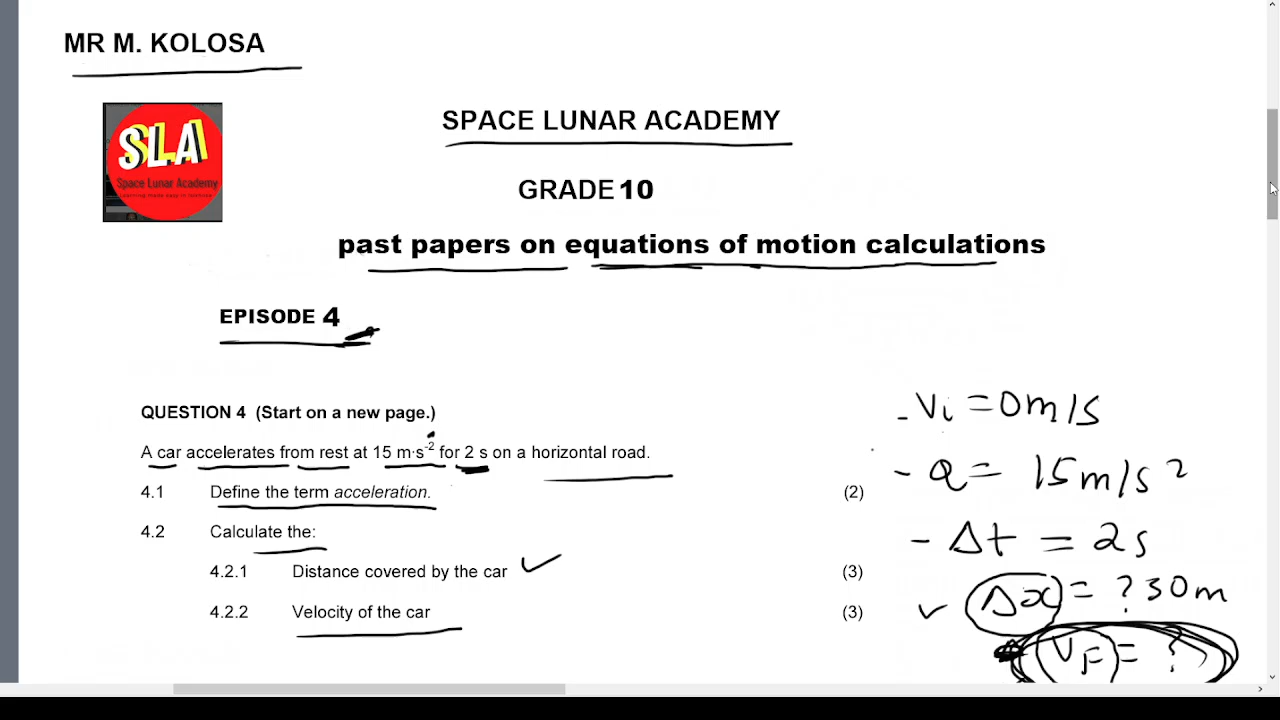 MR M. KOLOSA
SPACE LUNAR ACADEMY
SLA
Space Lunar Academy
GRADE 10
past papers on equations of motion calculations
EPISODE 4
QUESTION 4 (Start on a new page.)
A car accelerates from rest at 15 m·s⁻² for 2 s on a horizontal road.
4.1 Define the term acceleration. (2)
4.2 Calculate the:
4.2.1 Distance covered by the car (3)
4.2.2 Velocity of the car (3)
- Vi = 0m/s
- a = 15m/s²
- Δt = 2s
Δx = ? 30m
VF = ?